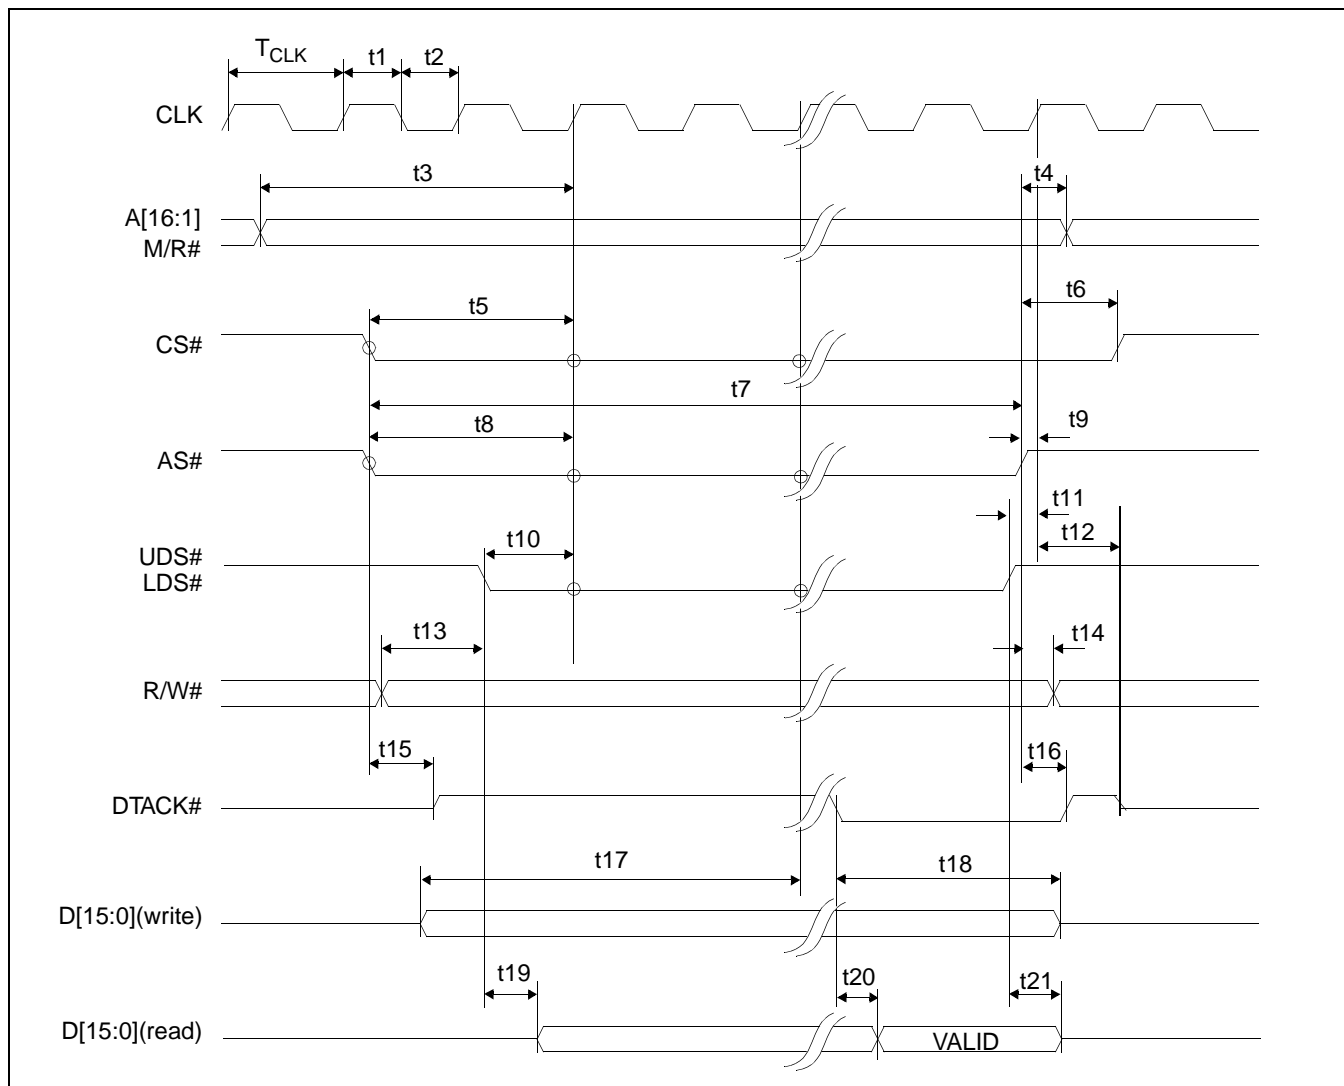 TCLK t1 t2
CLK
t3 t4
A[16:1]
M/R#
t5 t6
CS#
t7
t8 t9
AS#
t11
t10 t12
UDS#
LDS#
t13 t14
R/W#
t15 t16
DTACK#
t17 t18
D[15:0](write)
t19 t20 t21
D[15:0](read) VALID